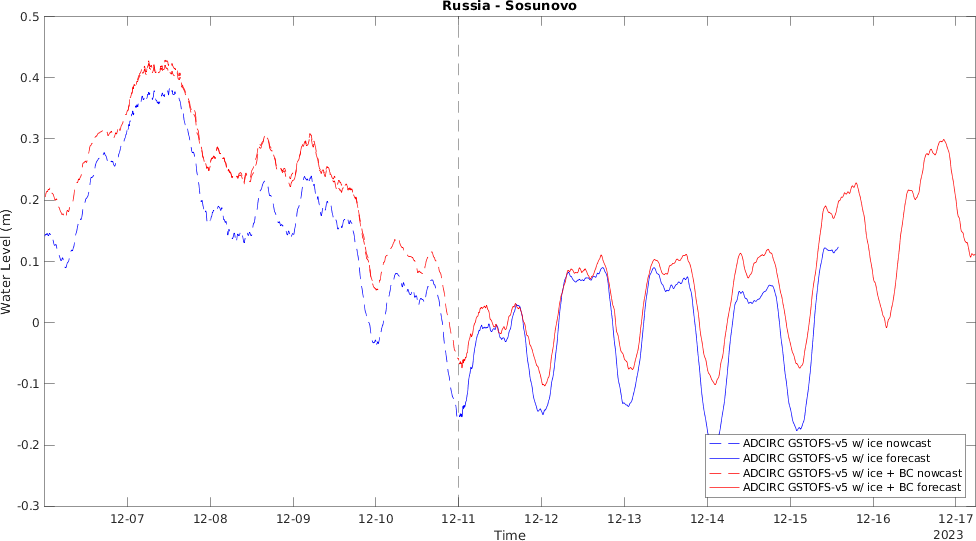 Russia - Sosunovo
Water Level (m)
0.5
0.4
0.3
0.2
0.1
0
-0.1
-0.2
-0.3
ADCIRC GSTOFS-v5 w/ ice nowcast
ADCIRC GSTOFS-v5 w/ ice forecast
ADCIRC GSTOFS-v5 w/ ice + BC nowcast
ADCIRC GSTOFS-v5 w/ ice + BC forecast
12-07 12-08 12-09 12-10 12-11 12-12 12-13 12-14 12-15 12-16 12-17
Time
2023